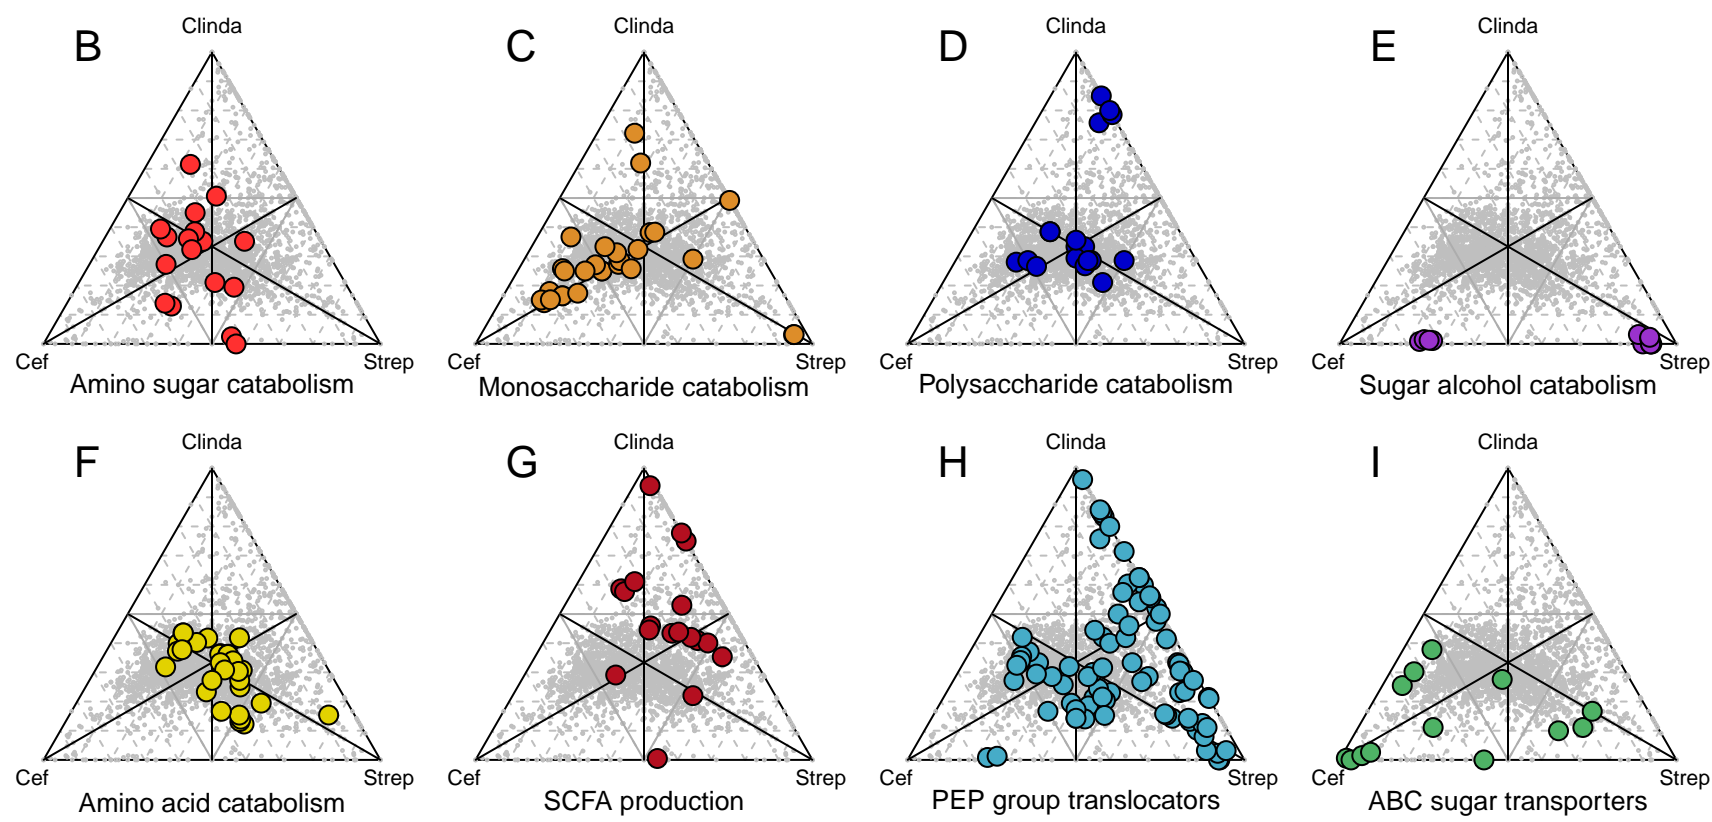 B
Clinda
Cef
Strep
Amino sugar catabolism
C
Clinda
Cef
Strep
Monosaccharide catabolism
D
Clinda
Cef
Strep
Polysaccharide catabolism
E
Clinda
Cef
Strep
Sugar alcohol catabolism
F
Clinda
Cef
Strep
Amino acid catabolism
G
Clinda
Cef
Strep
SCFA production
H
Clinda
Cef
Strep
PEP group translocators
I
Clinda
Cef
Strep
ABC sugar transporters